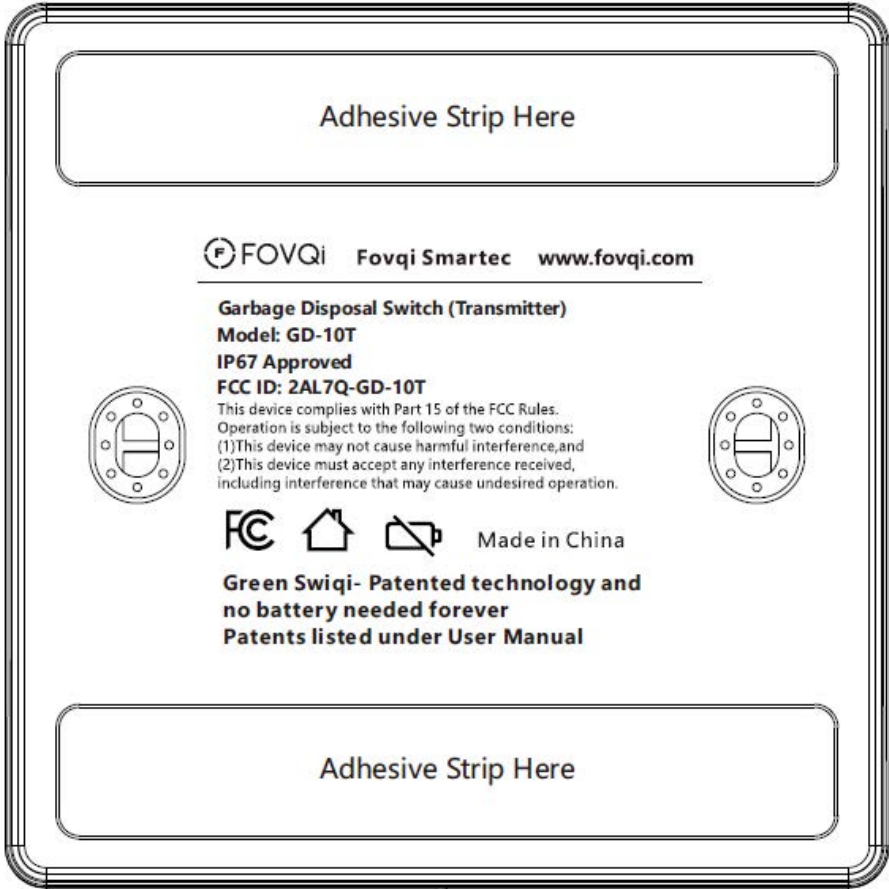 Adhesive Strip Here
F FOVQi Fovqi Smartec www.fovqi.com
Garbage Disposal Switch (Transmitter)
Model: GD-10T
IP67 Approved
FCC ID: 2AL7Q-GD-10T
This device complies with Part 15 of the FCC Rules.
Operation is subject to the following two conditions:
(1)This device may not cause harmful interference,and
(2)This device must accept any interference received,
including interference that may cause undesired operation.
FC Made in China
Green Swiqi- Patented technology and
no battery needed forever
Patents listed under User Manual
Adhesive Strip Here